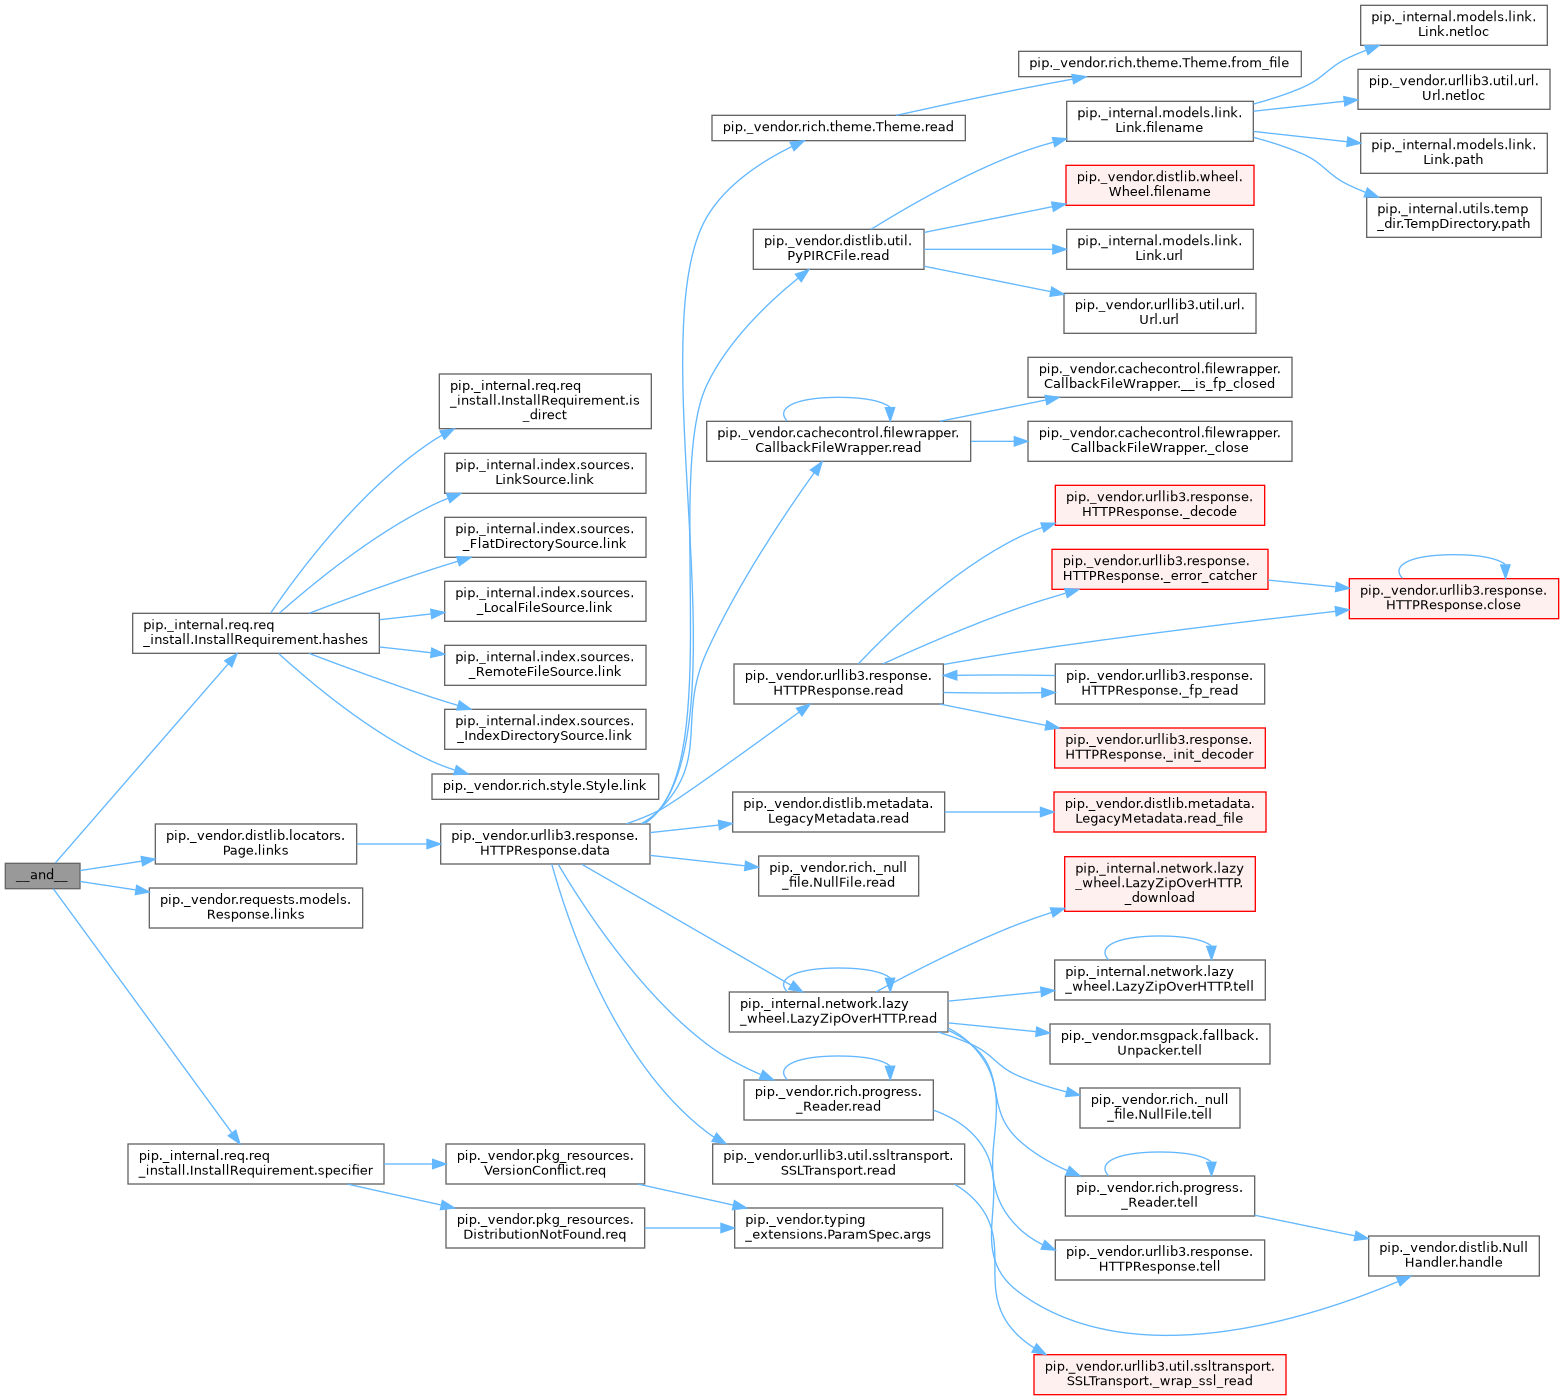 __and__
pip._internal.req.req
_install.InstallRequirement.hashes
pip._vendor.distlib.locators.
Page.links
pip._vendor.requests.models.
Response.links
pip._internal.req.req
_install.InstallRequirement.specifier
pip._internal.req.req
_install.InstallRequirement.is
_direct
pip._internal.index.sources.
LinkSource.link
pip._internal.index.sources.
_FlatDirectorySource.link
pip._internal.index.sources.
_LocalFileSource.link
pip._internal.index.sources.
_RemoteFileSource.link
pip._internal.index.sources.
_IndexDirectorySource.link
pip._vendor.rich.style.Style.link
pip._vendor.urllib3.response.
HTTPResponse.data
pip._vendor.pkg_resources.
VersionConflict.req
pip._vendor.pkg_resources.
DistributionNotFound.req
pip._vendor.rich.theme.Theme.read
pip._vendor.distlib.util.
PyPIRCFile.read
pip._vendor.cachecontrol.filewrapper.
CallbackFileWrapper.read
pip._vendor.urllib3.response.
HTTPResponse.read
pip._vendor.distlib.metadata.
LegacyMetadata.read
pip._vendor.rich._null
_file.NullFile.read
pip._internal.network.lazy
_wheel.LazyZipOverHTTP.read
pip._vendor.rich.progress.
_Reader.read
pip._vendor.urllib3.util.ssltransport.
SSLTransport.read
pip._vendor.typing
_extensions.ParamSpec.args
pip._vendor.rich.theme.Theme.from_file
pip._internal.models.link.
Link.filename
pip._vendor.distlib.wheel.
Wheel.filename
pip._internal.models.link.
Link.url
pip._vendor.urllib3.util.url.
Url.url
pip._vendor.cachecontrol.filewrapper.
CallbackFileWrapper.__is_fp_closed
pip._vendor.cachecontrol.filewrapper.
CallbackFileWrapper._close
pip._vendor.urllib3.response.
HTTPResponse._decode
pip._vendor.urllib3.response.
HTTPResponse._error_catcher
pip._vendor.urllib3.response.
HTTPResponse._fp_read
pip._vendor.urllib3.response.
HTTPResponse._init_decoder
pip._vendor.distlib.metadata.
LegacyMetadata.read_file
pip._internal.network.lazy
_wheel.LazyZipOverHTTP.
_download
pip._internal.network.lazy
_wheel.LazyZipOverHTTP.tell
pip._vendor.msgpack.fallback.
Unpacker.tell
pip._vendor.rich._null
_file.NullFile.tell
pip._vendor.rich.progress.
_Reader.tell
pip._vendor.urllib3.response.
HTTPResponse.tell
pip._vendor.urllib3.util.ssltransport.
SSLTransport._wrap_ssl_read
pip._internal.models.link.
Link.netloc
pip._vendor.urllib3.util.url.
Url.netloc
pip._internal.models.link.
Link.path
pip._internal.utils.temp
_dir.TempDirectory.path
pip._vendor.urllib3.response.
HTTPResponse.close
pip._vendor.distlib.Null
Handler.handle